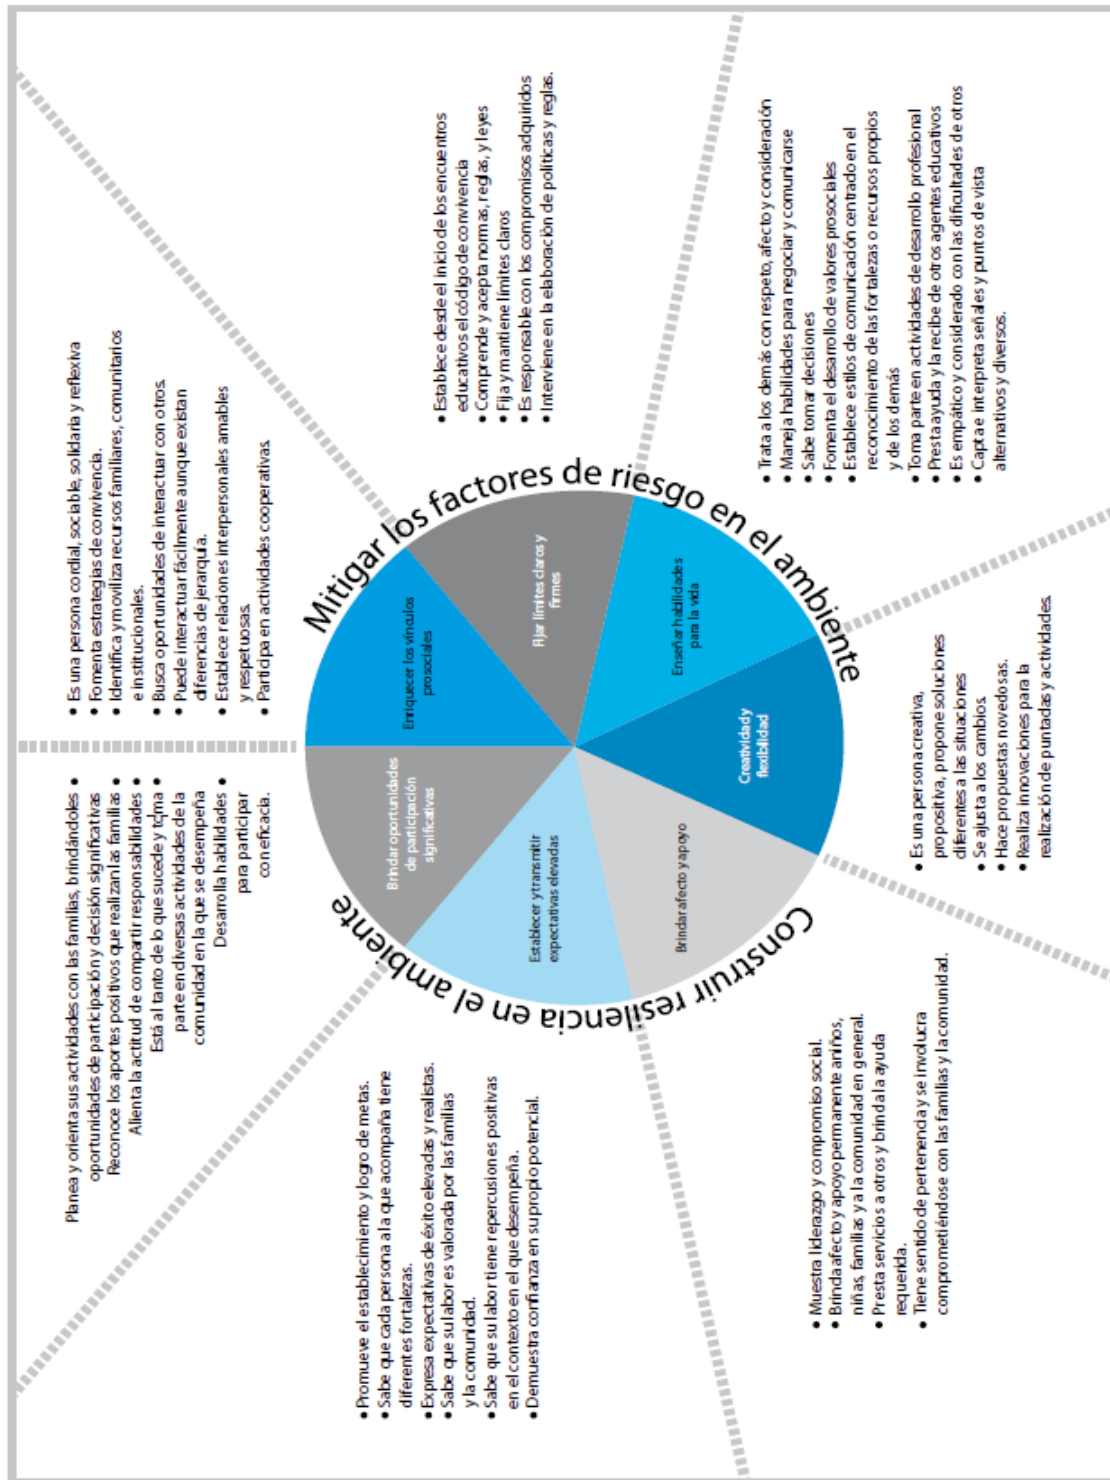 Planea y orienta sus actividades con las familias, brindándoles
oportunidades de participación y decisión significativas
Reconoce los aportes positivos que realizan las familias
Alienta la actitud de compartir responsabilidades
Está al tanto de lo que sucede y toma
parte en diversas actividades de la
comunidad en la que se desempeña
Desarrolla habilidades
para participar
con eficacia.
• Es una persona cordial, sociable, solidaria y reflexiva
• Fomenta estrategias de convivencia.
• Identifica y moviliza recursos familiares, comunitarios
e institucionales.
• Busca oportunidades de interactuar con otros.
• Puede interactuar fácilmente aunque existan
diferencias de jerarquía.
• Establece relaciones interpersonales amables
y respetuosas.
• Participa en actividades cooperativas.
• Establece desde el inicio de los encuentros
educativos el código de convivencia
• Comprende y acepta normas, reglas, y leyes
• Fija y mantiene límites claros
• Es responsable con los compromisos adquiridos
• Interviene en la elaboración de políticas y reglas.
• Trata a los demás con respeto, afecto y consideración
• Maneja habilidades para negociar y comunicarse
• Sabe tomar decisiones
• Fomenta el desarrollo de valores prosociales
• Establece estilos de comunicación centrado en el
reconocimiento de las fortalezas o recursos propios
y de los demás
• Toma parte en actividades de desarrollo profesional
• Presta ayuda y la recibe de otros agentes educativos
• Es empático y considerado con las dificultades de otros
• Capta e interpreta señales y puntos de vista
alternativos y diversos.
• Es una persona creativa,
propositiva, propone soluciones
diferentes a las situaciones
• Se ajusta a los cambios.
• Hace propuestas novedosas.
• Realiza innovaciones para la
realización de puntadas y actividades.
• Muestra liderazgo y compromiso social.
• Brinda afecto y apoyo permanente a niños,
niñas, familias y a la comunidad en general.
• Presta servicios a otros y brinda la ayuda
requerida.
• Tiene sentido de pertenencia y se involucra
comprometiéndose con las familias y la comunidad.
• Promueve el establecimiento y logro de metas.
• Sabe que cada persona a la que acompaña tiene
diferentes fortalezas.
• Expresa expectativas de éxito elevadas y realistas.
• Sabe que su labor es valorada por las familias
y la comunidad.
• Sabe que su labor tiene repercusiones positivas
en el contexto en el que desempeña.
• Demuestra confianza en su propio potencial.
Mitigar los factores de riesgo en el ambiente
Construir resiliencia en el ambiente
Brindar oportunidades
de participación
significativas
Enriquecer los vínculos
prosociales
Fijar límites claros y
firmes
Enseñar habilidades
para la vida
Creatividad y
flexibilidad
Brindar afecto y apoyo
Establecer y transmitir
expectativas elevadas